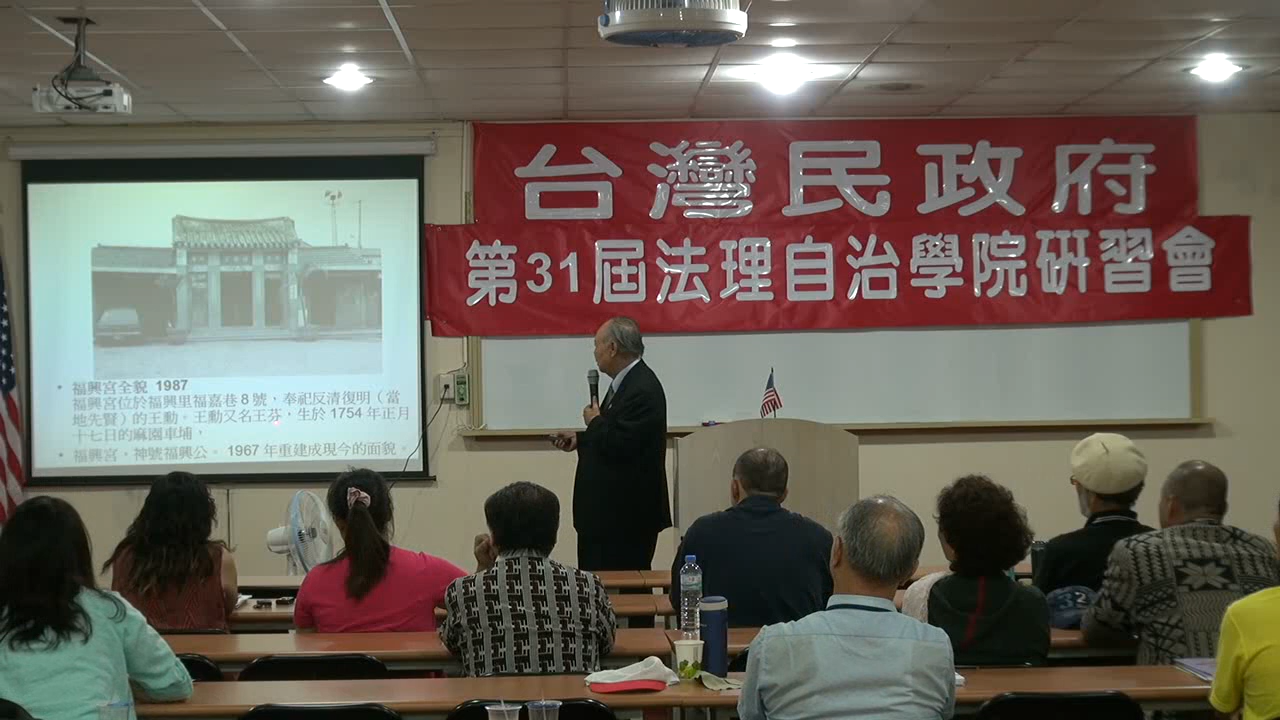 台灣民政府
第31屆法理自治學院研習會
• 福興宮全貌 1987
福興宮位於福興里福嘉巷8號，奉祀反清復明（當
地先賢）的王勳。王勳又名王芬，生於1754年正月
十七日的麻園車埔，
• 福興宮，神號福興公。1967年重建成現今的面貌。